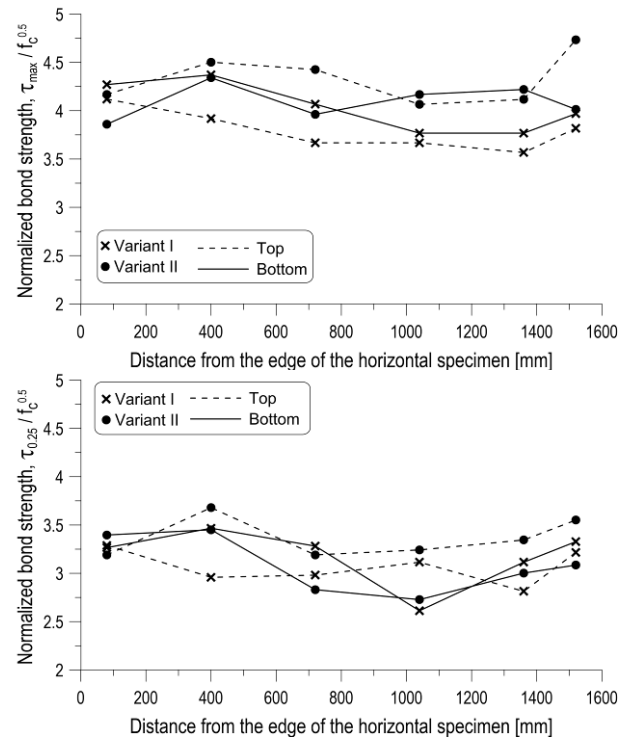 Normalized bond strength, τmax / fc^0.5
5
4.5
4
3.5
3
2.5
2
Variant I Top
Variant II Bottom
0 200 400 600 800 1000 1200 1400 1600
Distance from the edge of the horizontal specimen [mm]
Normalized bond strength, τ0.25 / fc^0.5
5
4.5
4
3.5
3
2.5
2
Variant I Top
Variant II Bottom
0 200 400 600 800 1000 1200 1400 1600
Distance from the edge of the horizontal specimen [mm]